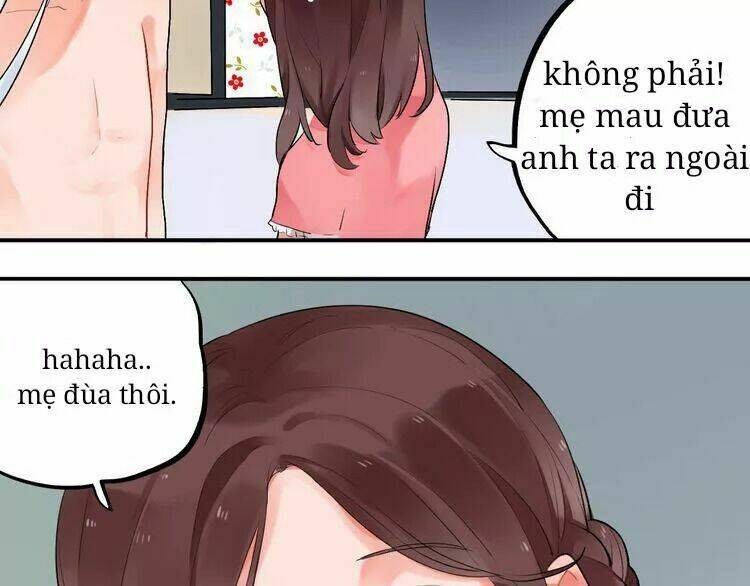 không phải!
mẹ mau đưa
anh ta ra ngoài
đi
hahaha..
mẹ đùa thôi.